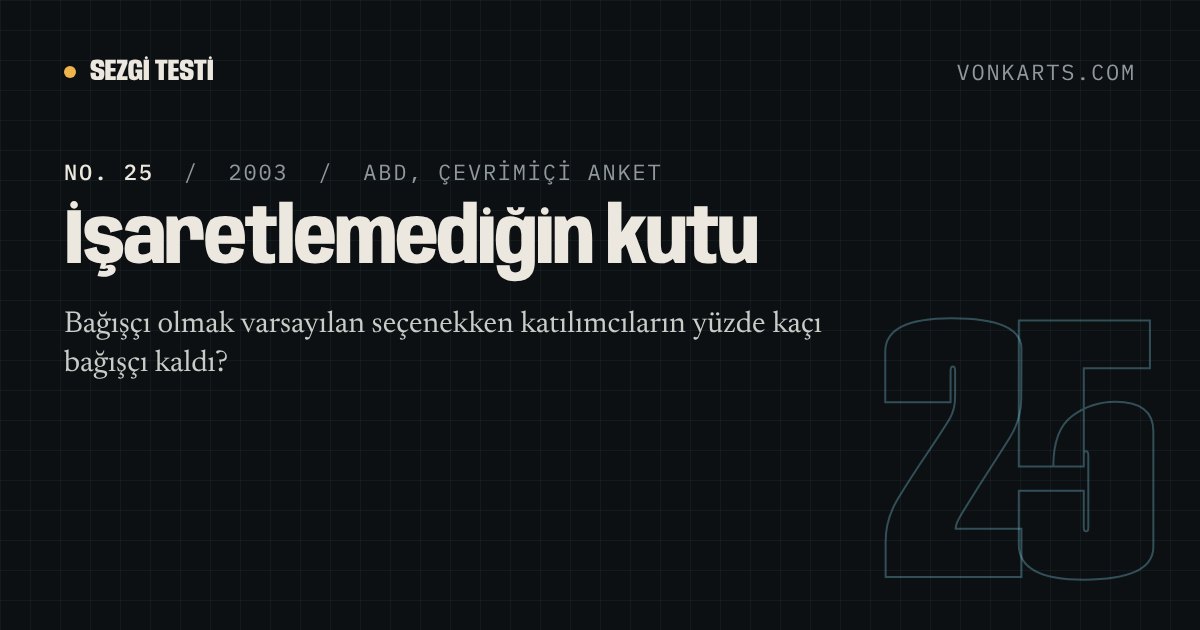 SEZGİ TESTİ
VONKARTS.COM
NO. 25 / 2003 / ABD, ÇEVRİMİÇİ ANKET
İşaretlemediğin kutu
Bağışçı olmak varsayılan seçenekken katılımcıların yüzde kaçı
bağışçı kaldı?
25